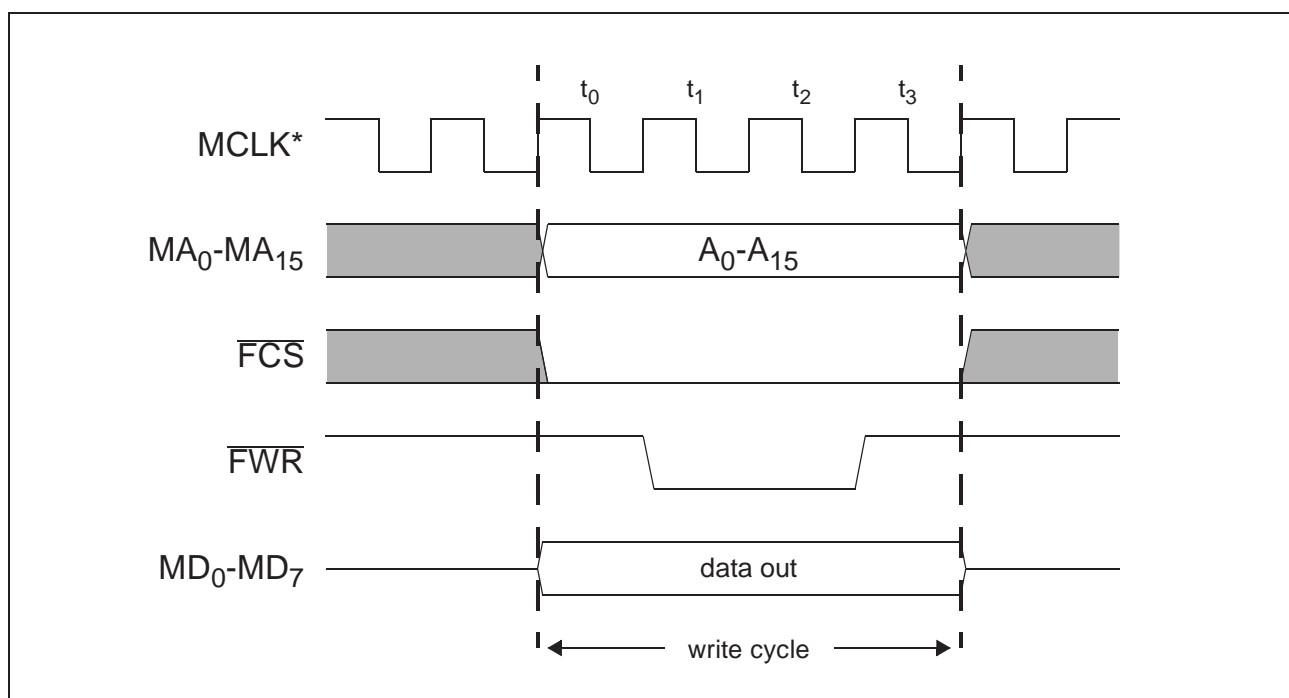 t0 t1 t2 t3
MCLK*
MA0-MA15 A0-A15
FCS
FWR
MD0-MD7 data out
write cycle